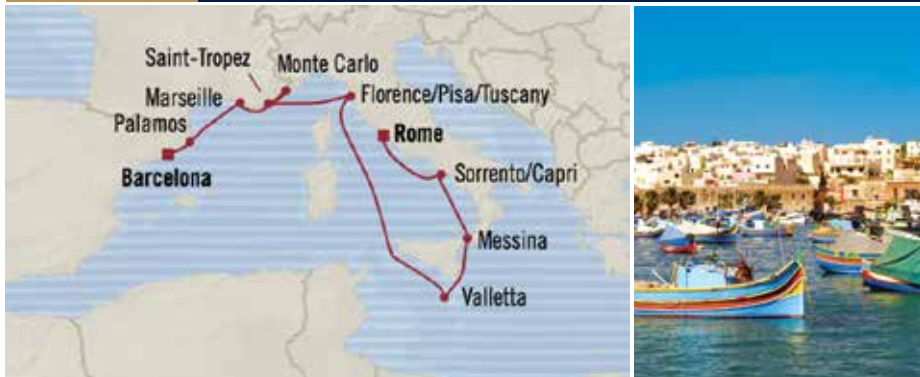 Saint-Tropez
Monte Carlo
Marseille
Florence/Pisa/Tuscany
Palamos
Rome
Barcelona
Sorrento/Capri
Messina
Valletta